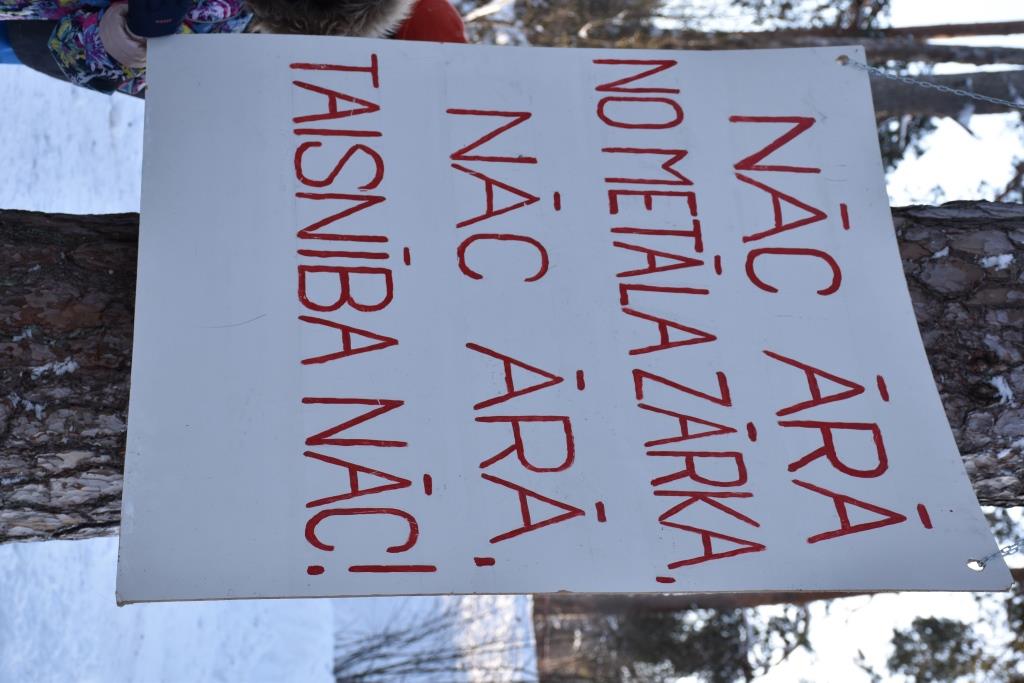 NĀC ĀRĀ
NO METĀLA ZĀRKA,
NĀC ĀRĀ,
TAISNĪBA NĀC!